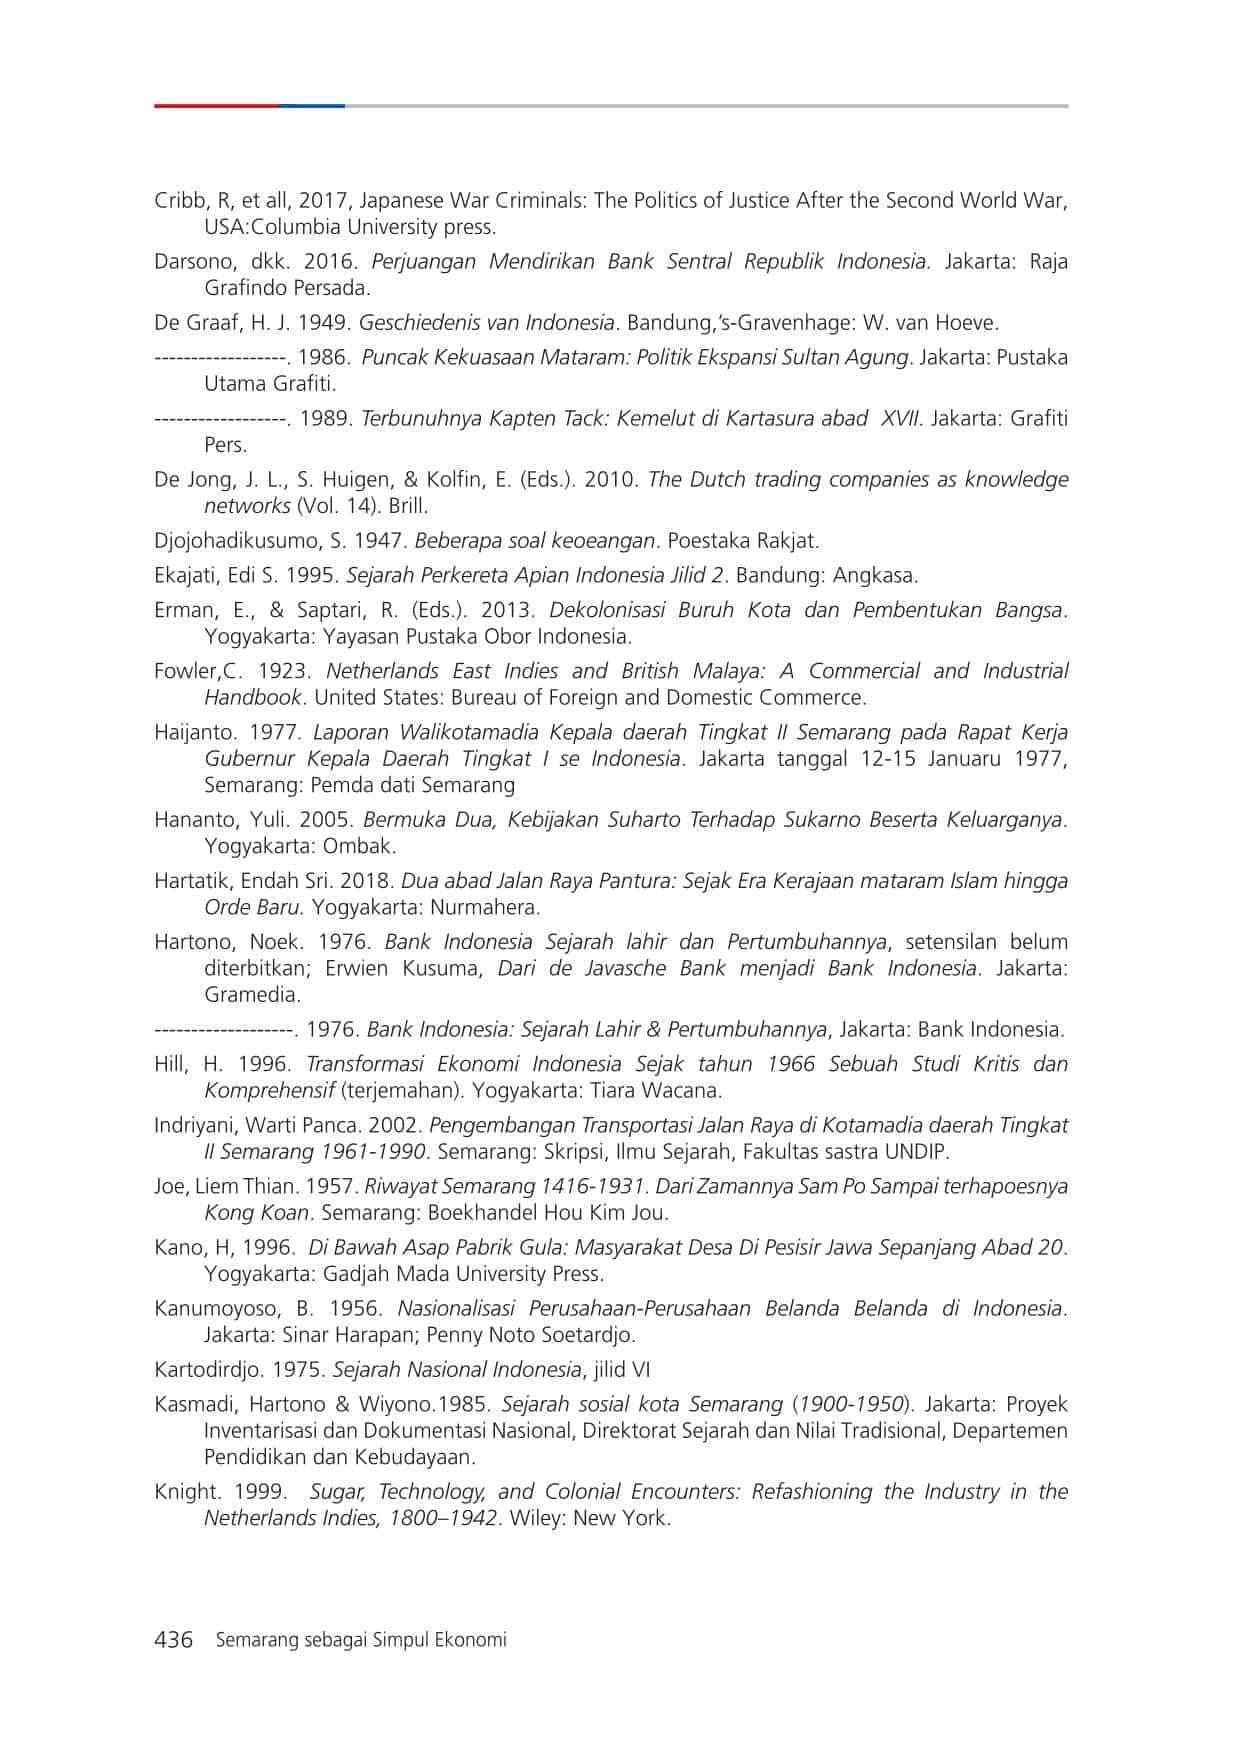 Cribb, R, et all, 2017, Japanese War Criminals: The Politics of Justice After the Second World War,
USA:Columbia University press.
Darsono, dkk. 2016. Perjuangan Mendirikan Bank Sentral Republik Indonesia. Jakarta: Raja
Grafindo Persada.
De Graaf, H. J. 1949. Geschiedenis van Indonesia. Bandung,‘s-Gravenhage: W. van Hoeve.
------------------. 1986. Puncak Kekuasaan Mataram: Politik Ekspansi Sultan Agung. Jakarta: Pustaka
Utama Grafiti.
------------------. 1989. Terbunuhnya Kapten Tack: Kemelut di Kartasura abad XVII. Jakarta: Grafiti
Pers.
De Jong, J. L., S. Huigen, & Kolfin, E. (Eds.). 2010. The Dutch trading companies as knowledge
networks (Vol. 14). Brill.
Djojohadikusumo, S. 1947. Beberapa soal keoeangan. Poestaka Rakjat.
Ekajati, Edi S. 1995. Sejarah Perkereta Apian Indonesia Jilid 2. Bandung: Angkasa.
Erman, E., & Saptari, R. (Eds.). 2013. Dekolonisasi Buruh Kota dan Pembentukan Bangsa.
Yogyakarta: Yayasan Pustaka Obor Indonesia.
Fowler,C. 1923. Netherlands East Indies and British Malaya: A Commercial and Industrial
Handbook. United States: Bureau of Foreign and Domestic Commerce.
Haijanto. 1977. Laporan Walikotamadia Kepala daerah Tingkat II Semarang pada Rapat Kerja
Gubernur Kepala Daerah Tingkat I se Indonesia. Jakarta tanggal 12-15 Januaru 1977,
Semarang: Pemda dati Semarang
Hananto, Yuli. 2005. Bermuka Dua, Kebijakan Suharto Terhadap Sukarno Beserta Keluarganya.
Yogyakarta: Ombak.
Hartatik, Endah Sri. 2018. Dua abad Jalan Raya Pantura: Sejak Era Kerajaan mataram Islam hingga
Orde Baru. Yogyakarta: Nurmahera.
Hartono, Noek. 1976. Bank Indonesia Sejarah lahir dan Pertumbuhannya, setensilan belum
diterbitkan; Erwien Kusuma, Dari de Javasche Bank menjadi Bank Indonesia. Jakarta:
Gramedia.
-------------------. 1976. Bank Indonesia: Sejarah Lahir & Pertumbuhannya, Jakarta: Bank Indonesia.
Hill, H. 1996. Transformasi Ekonomi Indonesia Sejak tahun 1966 Sebuah Studi Kritis dan
Komprehensif (terjemahan). Yogyakarta: Tiara Wacana.
Indriyani, Warti Panca. 2002. Pengembangan Transportasi Jalan Raya di Kotamadia daerah Tingkat
II Semarang 1961-1990. Semarang: Skripsi, Ilmu Sejarah, Fakultas sastra UNDIP.
Joe, Liem Thian. 1957. Riwayat Semarang 1416-1931. Dari Zamannya Sam Po Sampai terhapoesnya
Kong Koan. Semarang: Boekhandel Hou Kim Jou.
Kano, H, 1996. Di Bawah Asap Pabrik Gula: Masyarakat Desa Di Pesisir Jawa Sepanjang Abad 20.
Yogyakarta: Gadjah Mada University Press.
Kanumoyoso, B. 1956. Nasionalisasi Perusahaan-Perusahaan Belanda Belanda di Indonesia.
Jakarta: Sinar Harapan; Penny Noto Soetardjo.
Kartodirdjo. 1975. Sejarah Nasional Indonesia, jilid VI
Kasmadi, Hartono & Wiyono.1985. Sejarah sosial kota Semarang (1900-1950). Jakarta: Proyek
Inventarisasi dan Dokumentasi Nasional, Direktorat Sejarah dan Nilai Tradisional, Departemen
Pendidikan dan Kebudayaan.
Knight. 1999. Sugar, Technology, and Colonial Encounters: Refashioning the Industry in the
Netherlands Indies, 1800–1942. Wiley: New York.
436 Semarang sebagai Simpul Ekonomi